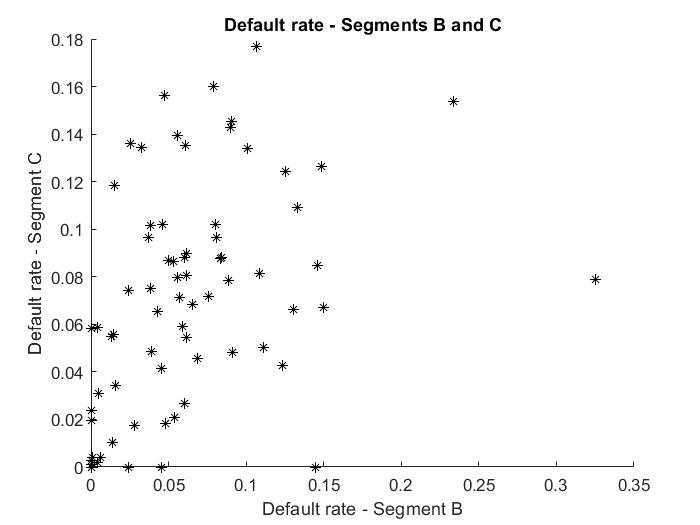 Default rate - Segments B and C
0.18
0.16
0.14
0.12
0.1
0.08
0.06
0.04
0.02
0
Default rate - Segment C
0 0.05 0.1 0.15 0.2 0.25 0.3 0.35
Default rate - Segment B